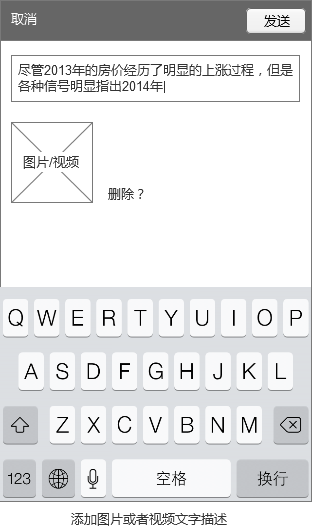 取消
发送
尽管2013年的房价经历了明显的上涨过程，但是
各种信号明显指出2014年
图片/视频
删除？
Q W E R T Y U I O P
A S D F G H J K L
Z X C V B N M
123 空格 换行
添加图片或者视频文字描述